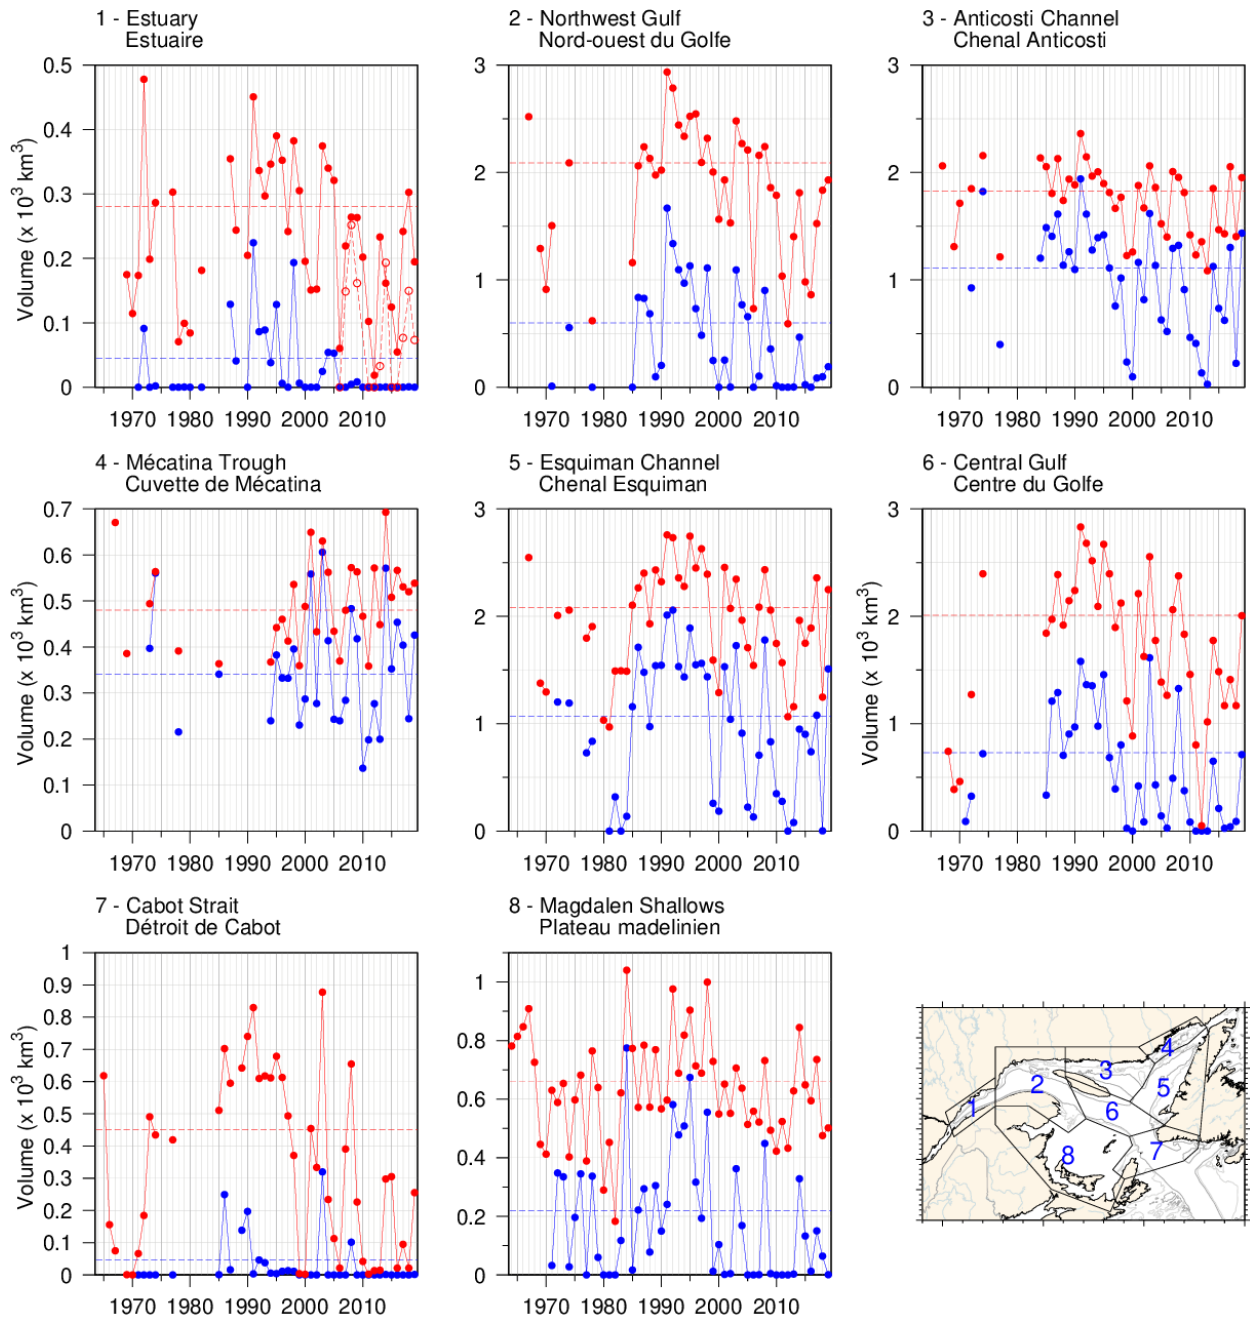 1 - Estuary
Estuaire
2 - Northwest Gulf
Nord-ouest du Golfe
3 - Anticosti Channel
Chenal Anticosti
Volume (x 10³ km³)
0.5
0.4
0.3
0.2
0.1
0
1970 1980 1990 2000 2010
3
2
1
0
1970 1980 1990 2000 2010
3
2
1
0
1970 1980 1990 2000 2010
4 - Mécatina Trough
Cuvette de Mécatina
5 - Esquiman Channel
Chenal Esquiman
6 - Central Gulf
Centre du Golfe
Volume (x 10³ km³)
0.7
0.6
0.5
0.4
0.3
0.2
0.1
0
1970 1980 1990 2000 2010
3
2
1
0
1970 1980 1990 2000 2010
Volume (x 10³ km³)
3
2
1
0
1970 1980 1990 2000 2010
7 - Cabot Strait
Détroit de Cabot
8 - Magdalen Shallows
Plateau madelinien
Volume (x 10³ km³)
1
0.9
0.8
0.7
0.6
0.5
0.4
0.3
0.2
0.1
0
1970 1980 1990 2000 2010
1
0.8
0.6
0.4
0.2
0
1970 1980 1990 2000 2010
4
3
2
5
1
6
7
8